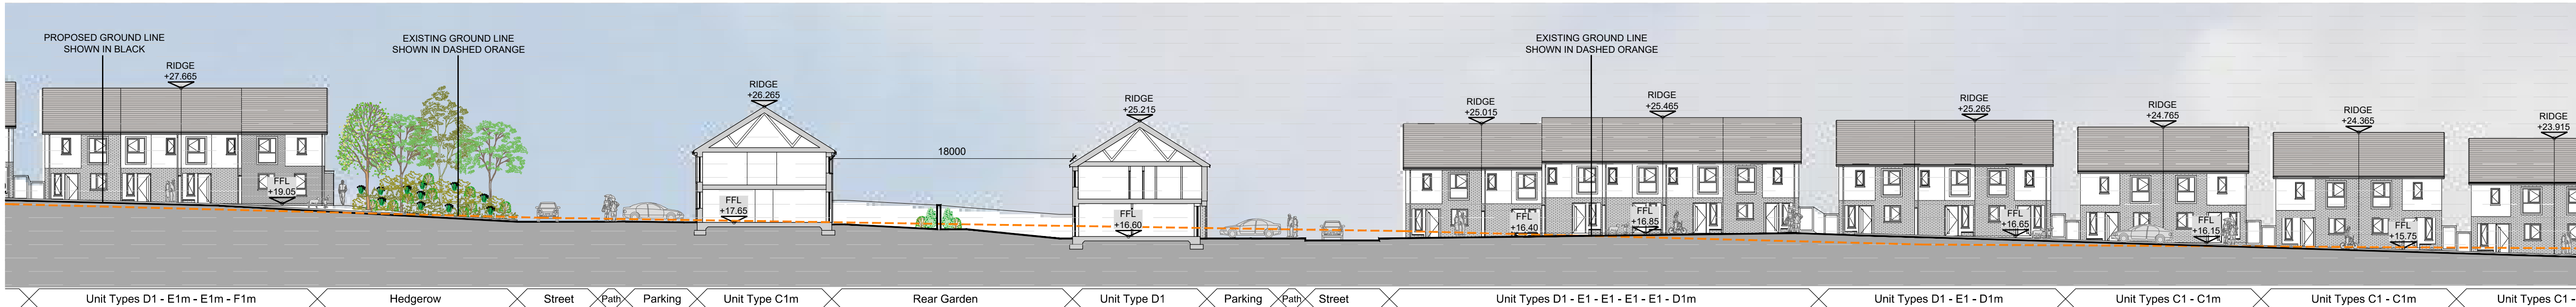 PROPOSED GROUND LINE
SHOWN IN BLACK
RIDGE
+27.665
EXISTING GROUND LINE
SHOWN IN DASHED ORANGE
RIDGE
+26.265
RIDGE
+25.215
18000
RIDGE
+25.015
EXISTING GROUND LINE
SHOWN IN DASHED ORANGE
RIDGE
+25.465
RIDGE
+25.265
RIDGE
+24.765
RIDGE
+24.365
RIDGE
+23.915
FFL
+19.05
FFL
+17.65
FFL
+16.60
FFL
+16.40
FFL
+16.85
FFL
+16.65
FFL
+16.15
FFL
+15.75
Unit Types D1 - E1m - E1m - F1m
Hedgerow
Street
Path
Parking
Unit Type C1m
Rear Garden
Unit Type D1
Parking
Path
Street
Unit Types D1 - E1 - E1 - E1 - E1 - D1m
Unit Types D1 - E1 - D1m
Unit Types C1 - C1m
Unit Types C1 - C1m
Unit Types C1 -